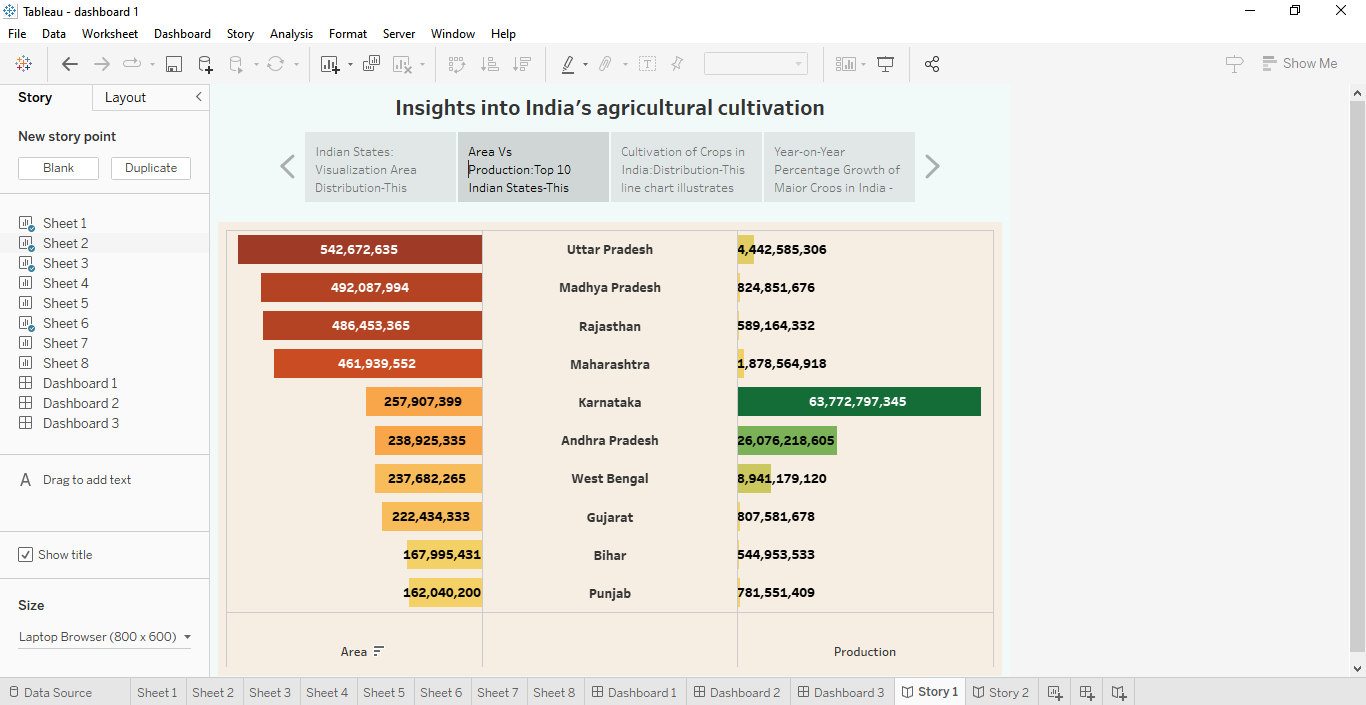 Tableau - dashboard 1
File Data Worksheet Dashboard Story Analysis Format Server Window Help
Show Me
Story Layout
New story point
Blank Duplicate
Sheet 1
Sheet 2
Sheet 3
Sheet 4
Sheet 5
Sheet 6
Sheet 7
Sheet 8
Dashboard 1
Dashboard 2
Dashboard 3
A Drag to add text
Show title
Size
Laptop Browser (800 x 600)
Insights into India's agricultural cultivation
Indian States:
Visualization Area
Distribution-This
Area Vs
Production:Top 10
Indian States-This
Cultivation of Crops in
India:Distribution-This
line chart illustrates
Year-on-Year
Percentage Growth of
Major Crops in India -
542,672,635 Uttar Pradesh 4,442,585,306
492,087,994 Madhya Pradesh 824,851,676
486,453,365 Rajasthan 589,164,332
461,939,552 Maharashtra 1,878,564,918
257,907,399 Karnataka 63,772,797,345
238,925,335 Andhra Pradesh 26,076,218,605
237,682,265 West Bengal 8,941,179,120
222,434,333 Gujarat 807,581,678
167,995,431 Bihar 544,953,533
162,040,200 Punjab 781,551,409
Area Production
Data Source Sheet 1 Sheet 2 Sheet 3 Sheet 4 Sheet 5 Sheet 6 Sheet 7 Sheet 8 Dashboard 1 Dashboard 2 Dashboard 3 Story 1 Story 2